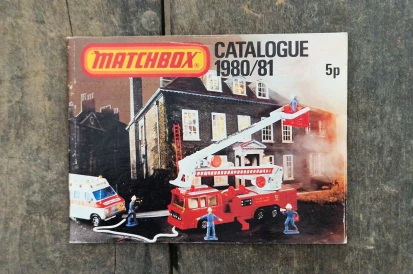 MATCHBOX
CATALOGUE
1980/81
5p